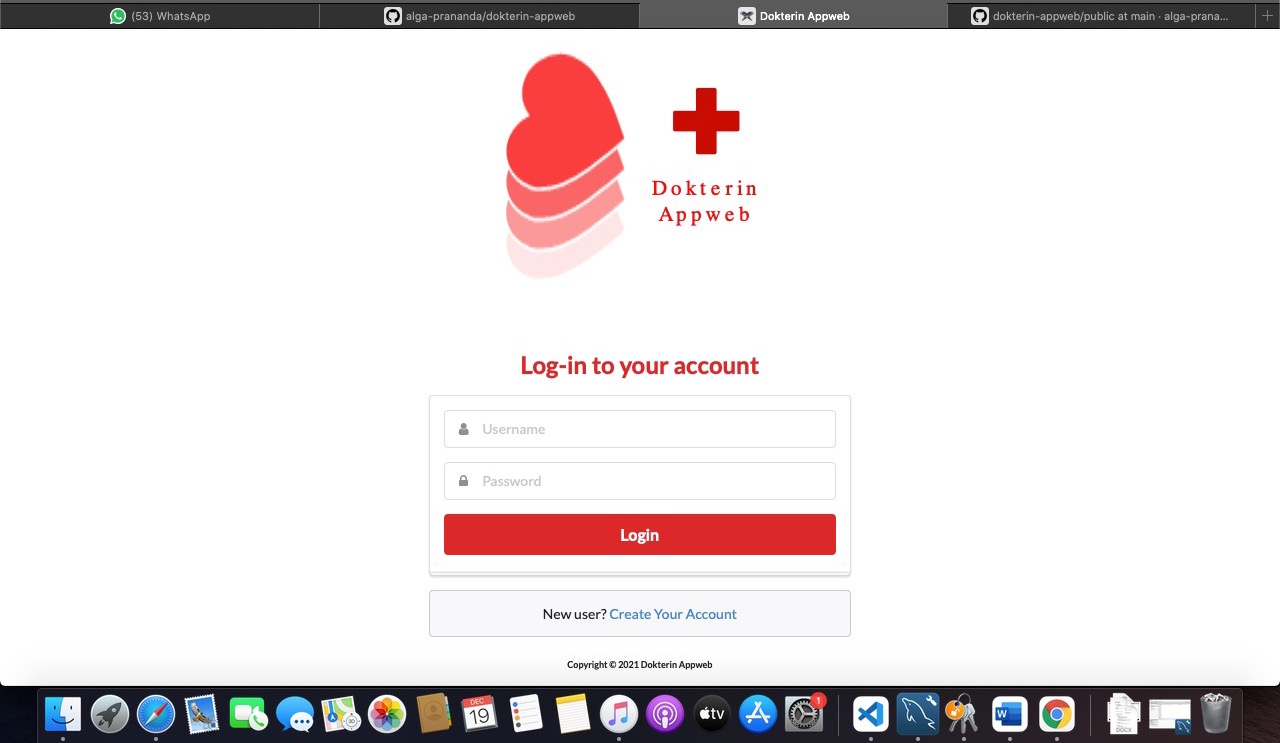 (53) WhatsApp
alga-prananda/dokterin-appweb
Dokterin Appweb
dokterin-appweb/public at main · alga-prana...
Dokterin
Appweb
Log-in to your account
Username
Password
Login
New user? Create Your Account
Copyright © 2021 Dokterin Appweb
DEC
19
3D
tv
1
W
DOCX